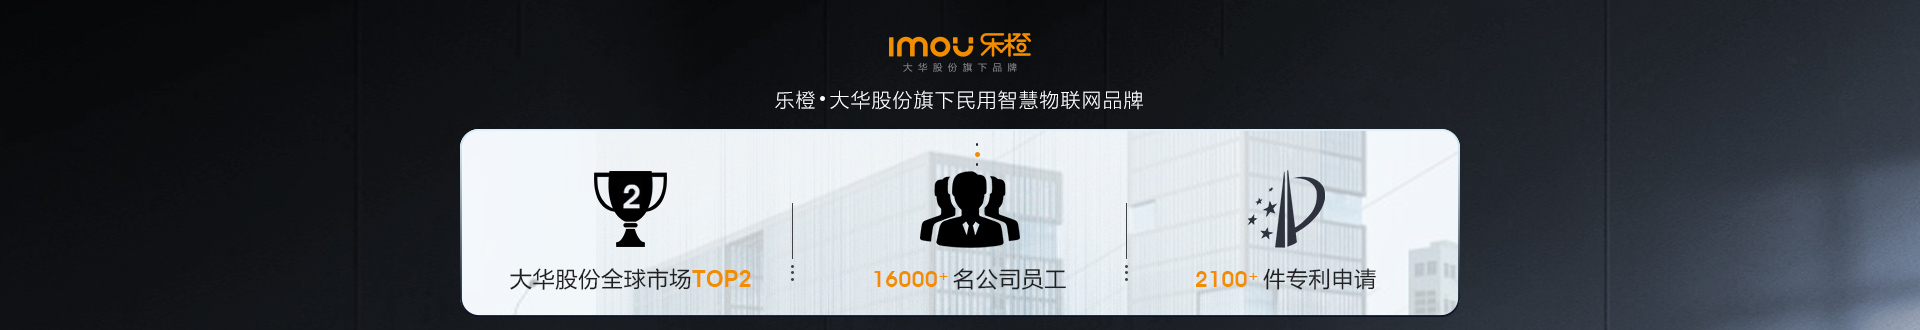 imou 乐橙
大华股份旗下品牌
乐橙·大华股份旗下民用智慧物联网品牌
2
大华股份全球市场TOP2
16000+ 名公司员工
2100+ 件专利申请